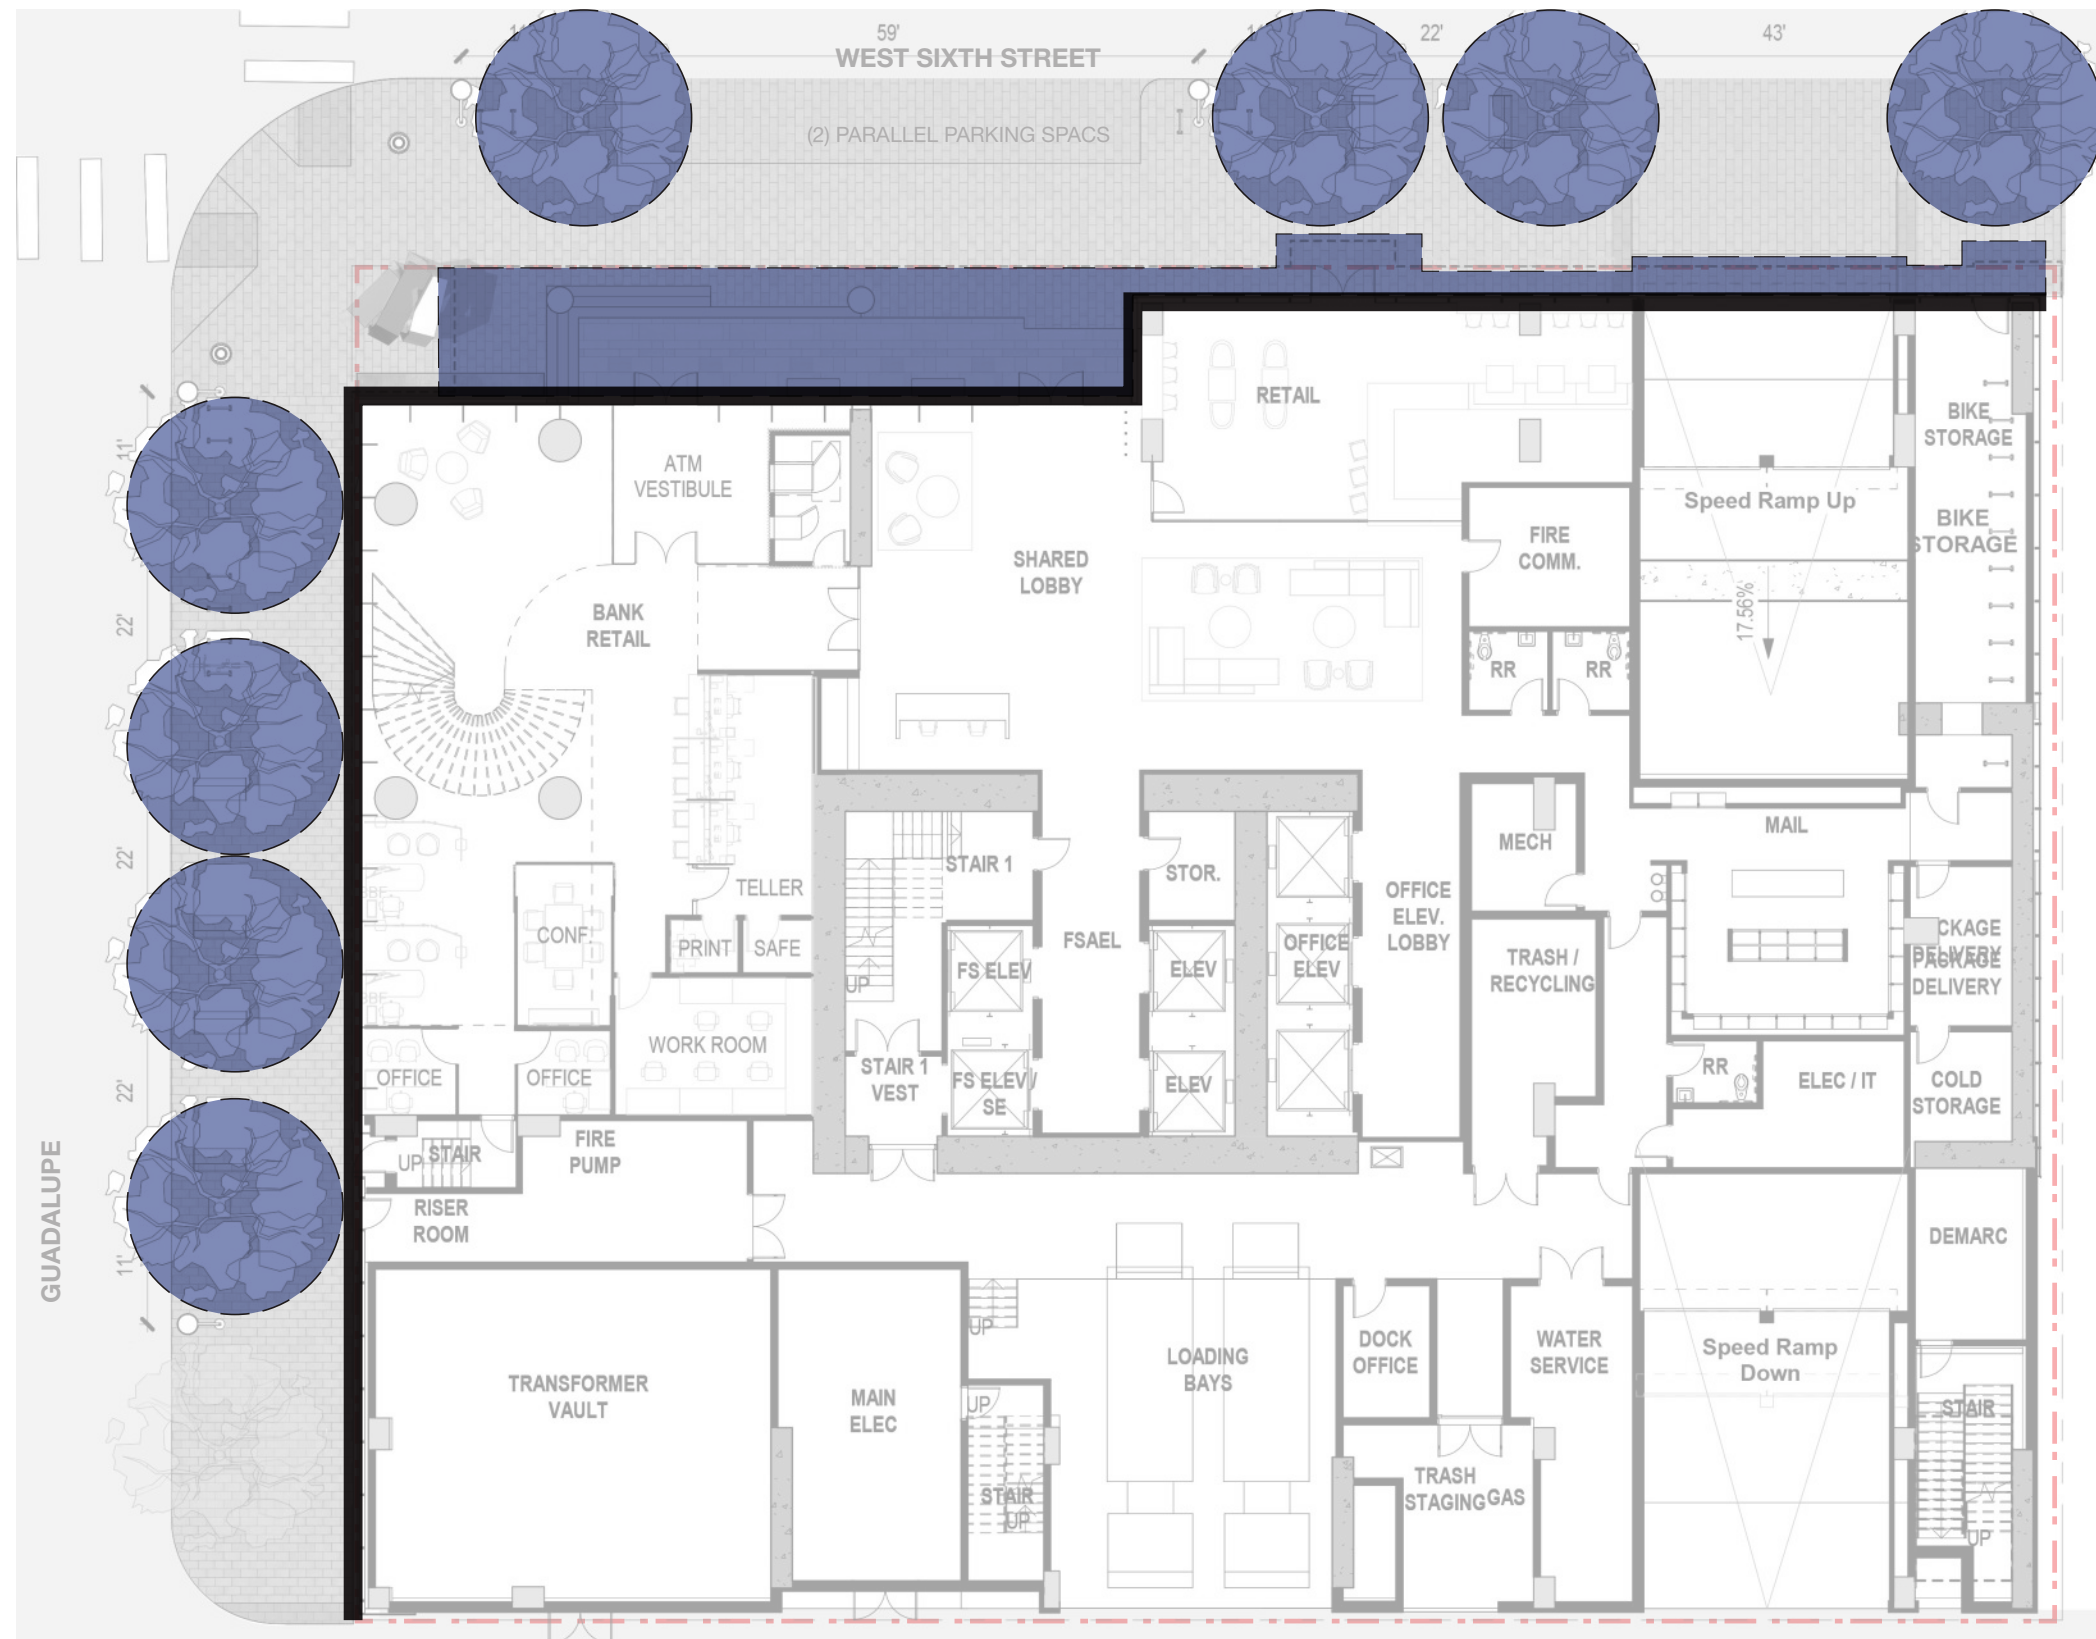 59'
22'
43'
WEST SIXTH STREET
(2) PARALLEL PARKING SPACS
RETAIL
BIKE
STORAGE
ATM
VESTIBULE
Speed Ramp Up
BIKE
STORAGE
11'
FIRE
COMM.
SHARED
LOBBY
17.56%
BANK
RETAIL
22'
RR
RR
MAIL
MECH
22'
STAIR 1
STOR.
TELLER
OFFICE
ELEV.
LOBBY
CONF.
PRINT
SAFE
FSAEL
OFFICE
ELEV
CKAGE
DELIVERY
PACKAGE
DELIVERY
TRASH /
RECYCLING
FS ELEV
ELEV
UP
WORK ROOM
22'
OFFICE
OFFICE
STAIR 1
VEST
FS ELEV /
SE
ELEV
RR
ELEC / IT
COLD
STORAGE
FIRE
PUMP
UP
STAIR
GUADALUPE
RISER
ROOM
11'
DEMARC
UP
DOCK
OFFICE
WATER
SERVICE
Speed Ramp
Down
LOADING
BAYS
TRANSFORMER
VAULT
MAIN
ELEC
UP
STAIR
TRASH
STAGING
GAS
STAIR
UP
UP